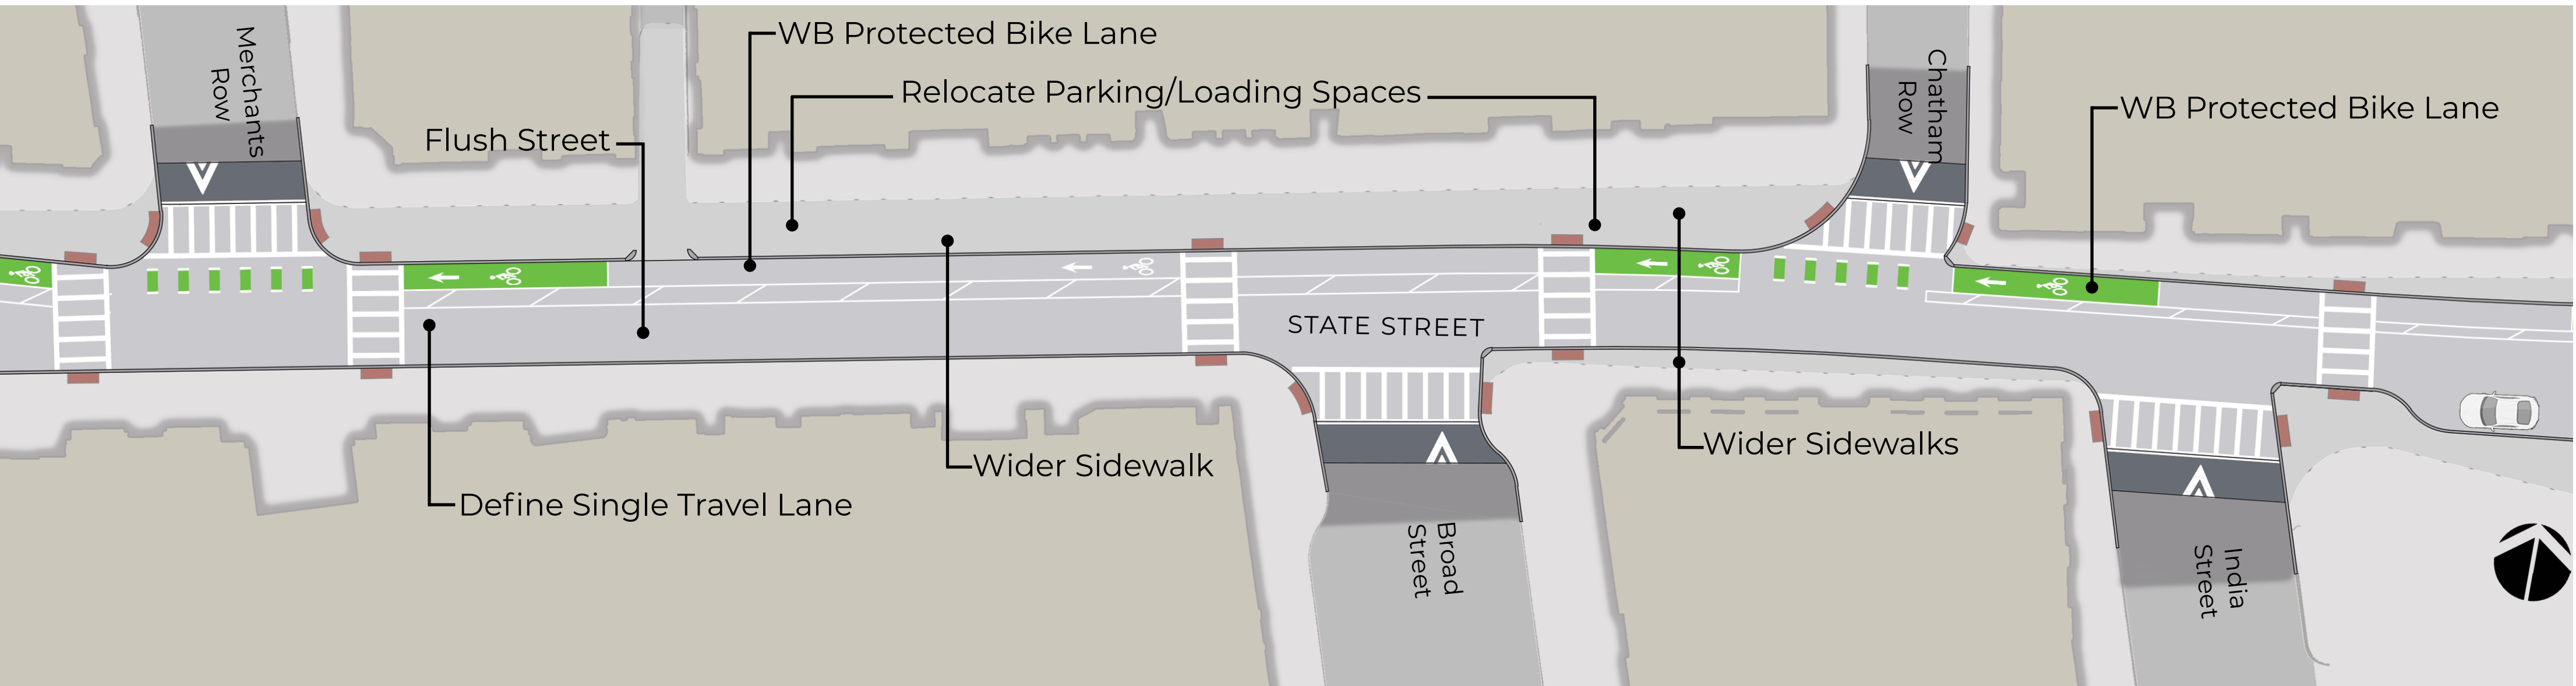 Merchants
Row
WB Protected Bike Lane
Relocate Parking/Loading Spaces
Flush Street
Chatham
Row
WB Protected Bike Lane
STATE STREET
Define Single Travel Lane
Wider Sidewalk
Wider Sidewalks
Broad
Street
India
Street